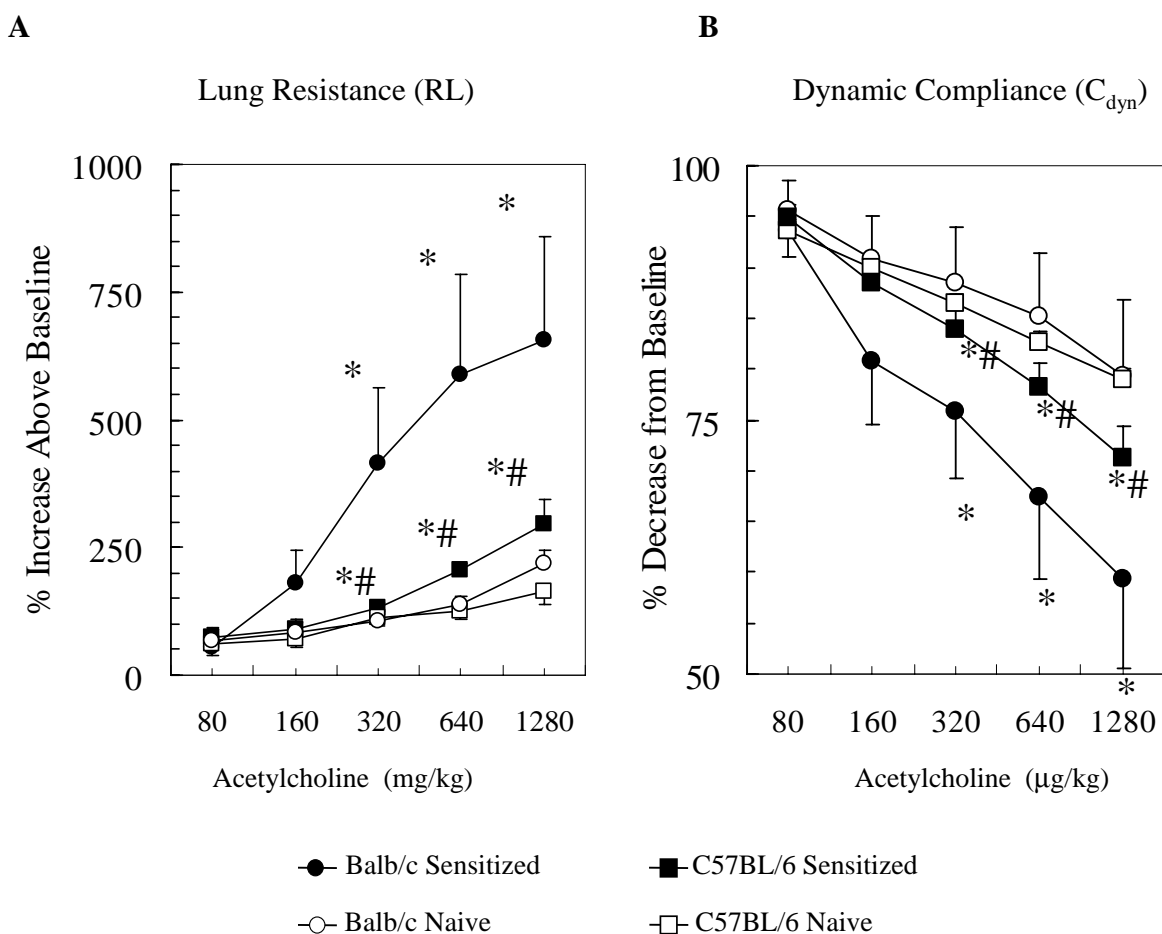 A
B
Lung Resistance (RL)
Dynamic Compliance (Cdyn)
% Increase Above Baseline
1000
750
500
250
0
*
*
*
*#
*#
*#
80 160 320 640 1280
Acetylcholine (mg/kg)
% Decrease from Baseline
100
75
50
*#
*#
*#
*
*
*
80 160 320 640 1280
Acetylcholine (μg/kg)
Balb/c Sensitized
C57BL/6 Sensitized
Balb/c Naive
C57BL/6 Naive